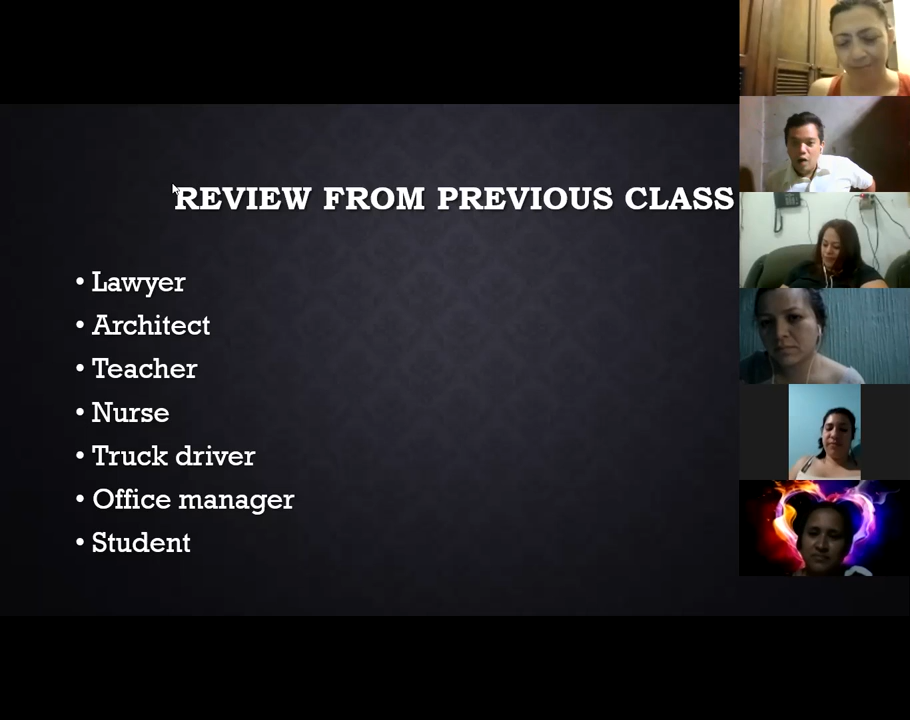 REVIEW FROM PREVIOUS CLASS
• Lawyer
• Architect
• Teacher
• Nurse
• Truck driver
• Office manager
• Student